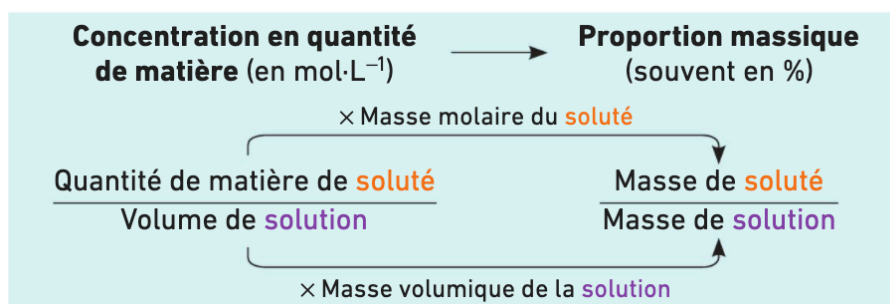 Concentration en quantité
de matière (en mol·L⁻¹)
Proportion massique
(souvent en %)
× Masse molaire du soluté
Quantité de matière de soluté
Volume de solution
Masse de soluté
Masse de solution
× Masse volumique de la solution